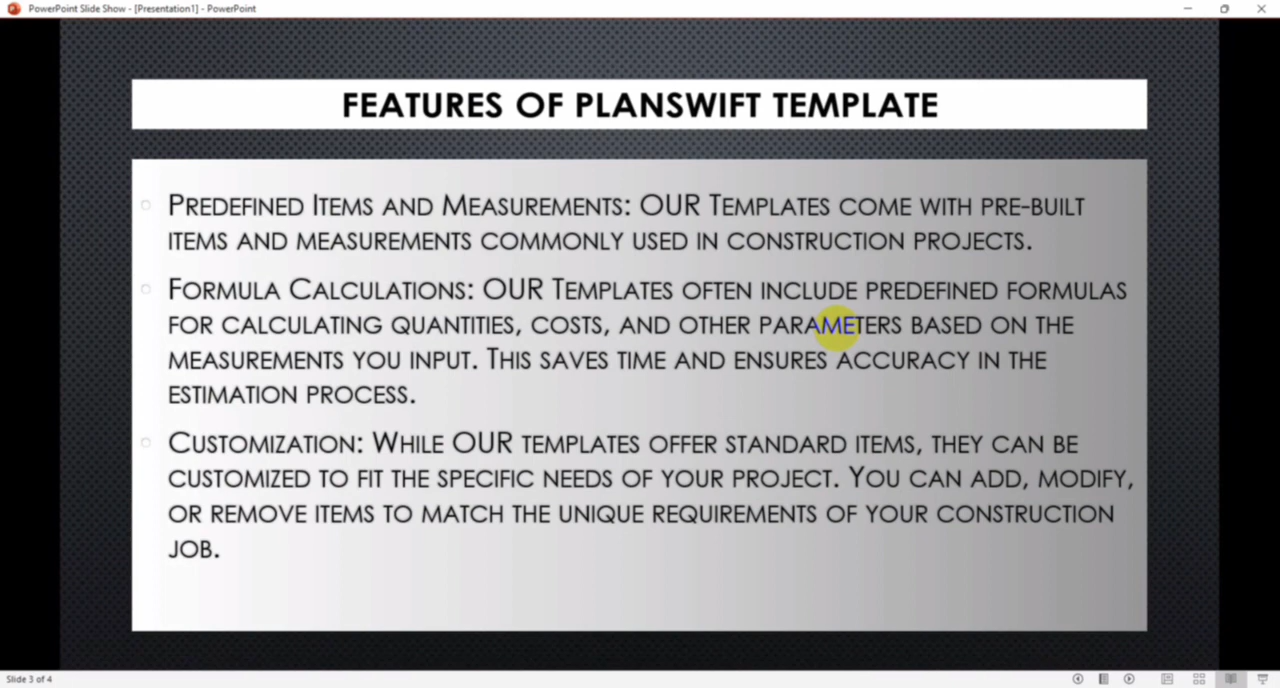 PowerPoint Slide Show - [Presentation1] - PowerPoint
FEATURES OF PLANSWIFT TEMPLATE
PREDEFINED ITEMS AND MEASUREMENTS: OUR TEMPLATES COME WITH PRE-BUILT
ITEMS AND MEASUREMENTS COMMONLY USED IN CONSTRUCTION PROJECTS.
FORMULA CALCULATIONS: OUR TEMPLATES OFTEN INCLUDE PREDEFINED FORMULAS
FOR CALCULATING QUANTITIES, COSTS, AND OTHER PARAMETERS BASED ON THE
MEASUREMENTS YOU INPUT. THIS SAVES TIME AND ENSURES ACCURACY IN THE
ESTIMATION PROCESS.
CUSTOMIZATION: WHILE OUR TEMPLATES OFFER STANDARD ITEMS, THEY CAN BE
CUSTOMIZED TO FIT THE SPECIFIC NEEDS OF YOUR PROJECT. YOU CAN ADD, MODIFY,
OR REMOVE ITEMS TO MATCH THE UNIQUE REQUIREMENTS OF YOUR CONSTRUCTION
JOB.
Slide 3 of 4